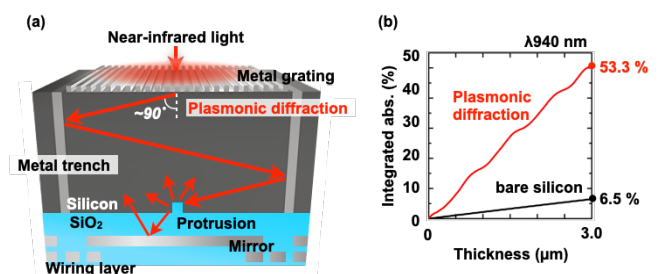 (a)
Near-infrared light
Metal grating
~90°
Plasmonic diffraction
Metal trench
Silicon
SiO₂
Protrusion
Mirror
Wiring layer
(b)
λ940 nm
Integrated abs. (%)
50
40
30
20
10
0
53.3 %
Plasmonic
diffraction
bare silicon
6.5 %
0
3.0
Thickness (μm)